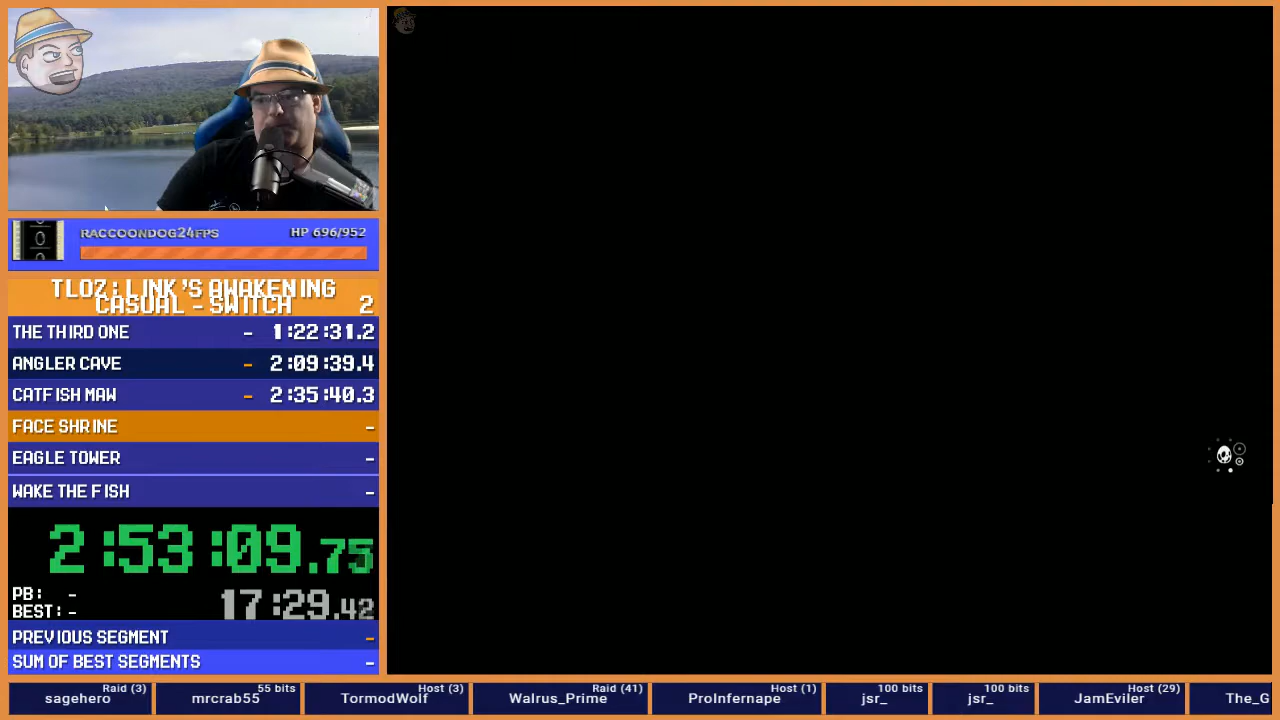 RACCOONDOG24FPS HP 696/952
0
TLOZ: LINK'S AWAKENING
CASUAL - SWITCH 2
THE THIRD ONE - 1:22:31.2
ANGLER CAVE - 2:09:39.4
CATFISH MAW - 2:35:40.3
FACE SHRINE -
EAGLE TOWER -
WAKE THE FISH -
2:53:09.75
PB: -
BEST: -
17:29.42
PREVIOUS SEGMENT -
SUM OF BEST SEGMENTS -
Raid (3) 55 bits Host (3) Raid (41) Host (1) 100 bits 100 bits Host (29)
sagehero mrcrab55 TormodWolf Walrus_Prime ProInfernape jsr_ jsr_ JamEviler The_G